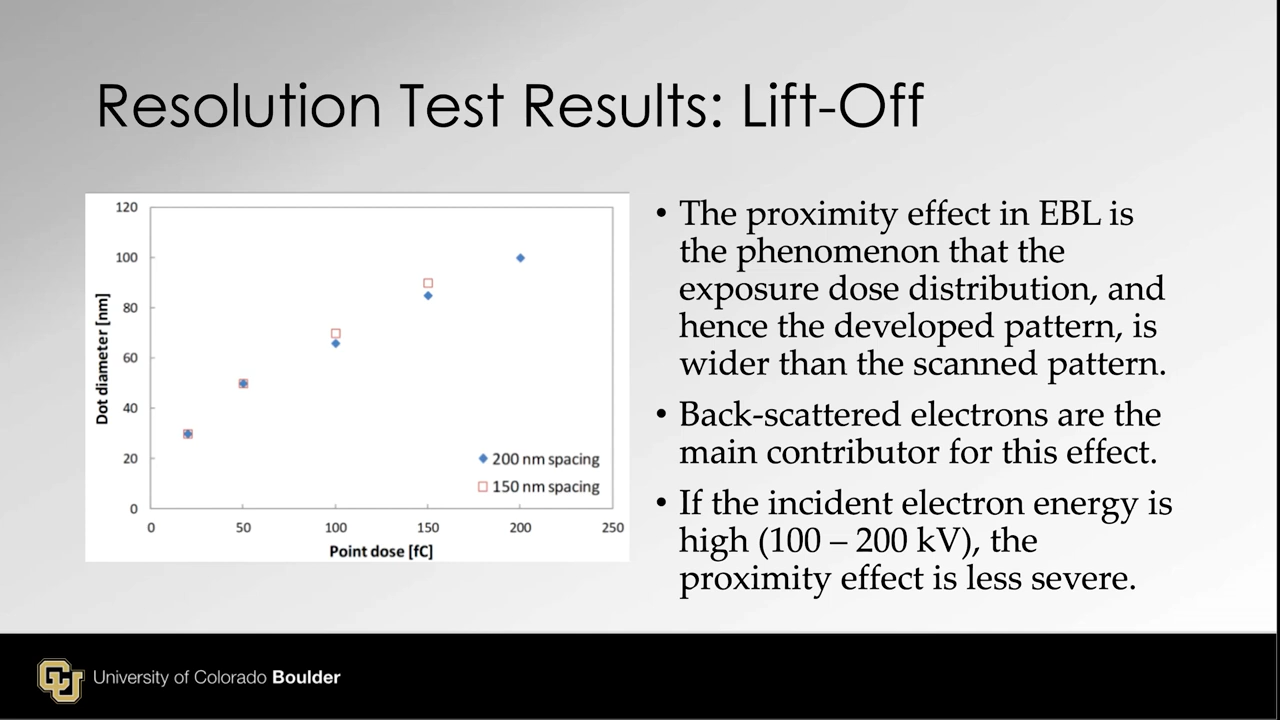 Resolution Test Results: Lift-Off
120
100
80
60
40
20
0
0 50 100 150 200 250
Dot diameter [nm]
Point dose [fC]
200 nm spacing
150 nm spacing
• The proximity effect in EBL is
the phenomenon that the
exposure dose distribution, and
hence the developed pattern, is
wider than the scanned pattern.
• Back-scattered electrons are the
main contributor for this effect.
• If the incident electron energy is
high (100 – 200 kV), the
proximity effect is less severe.
CU
University of Colorado Boulder